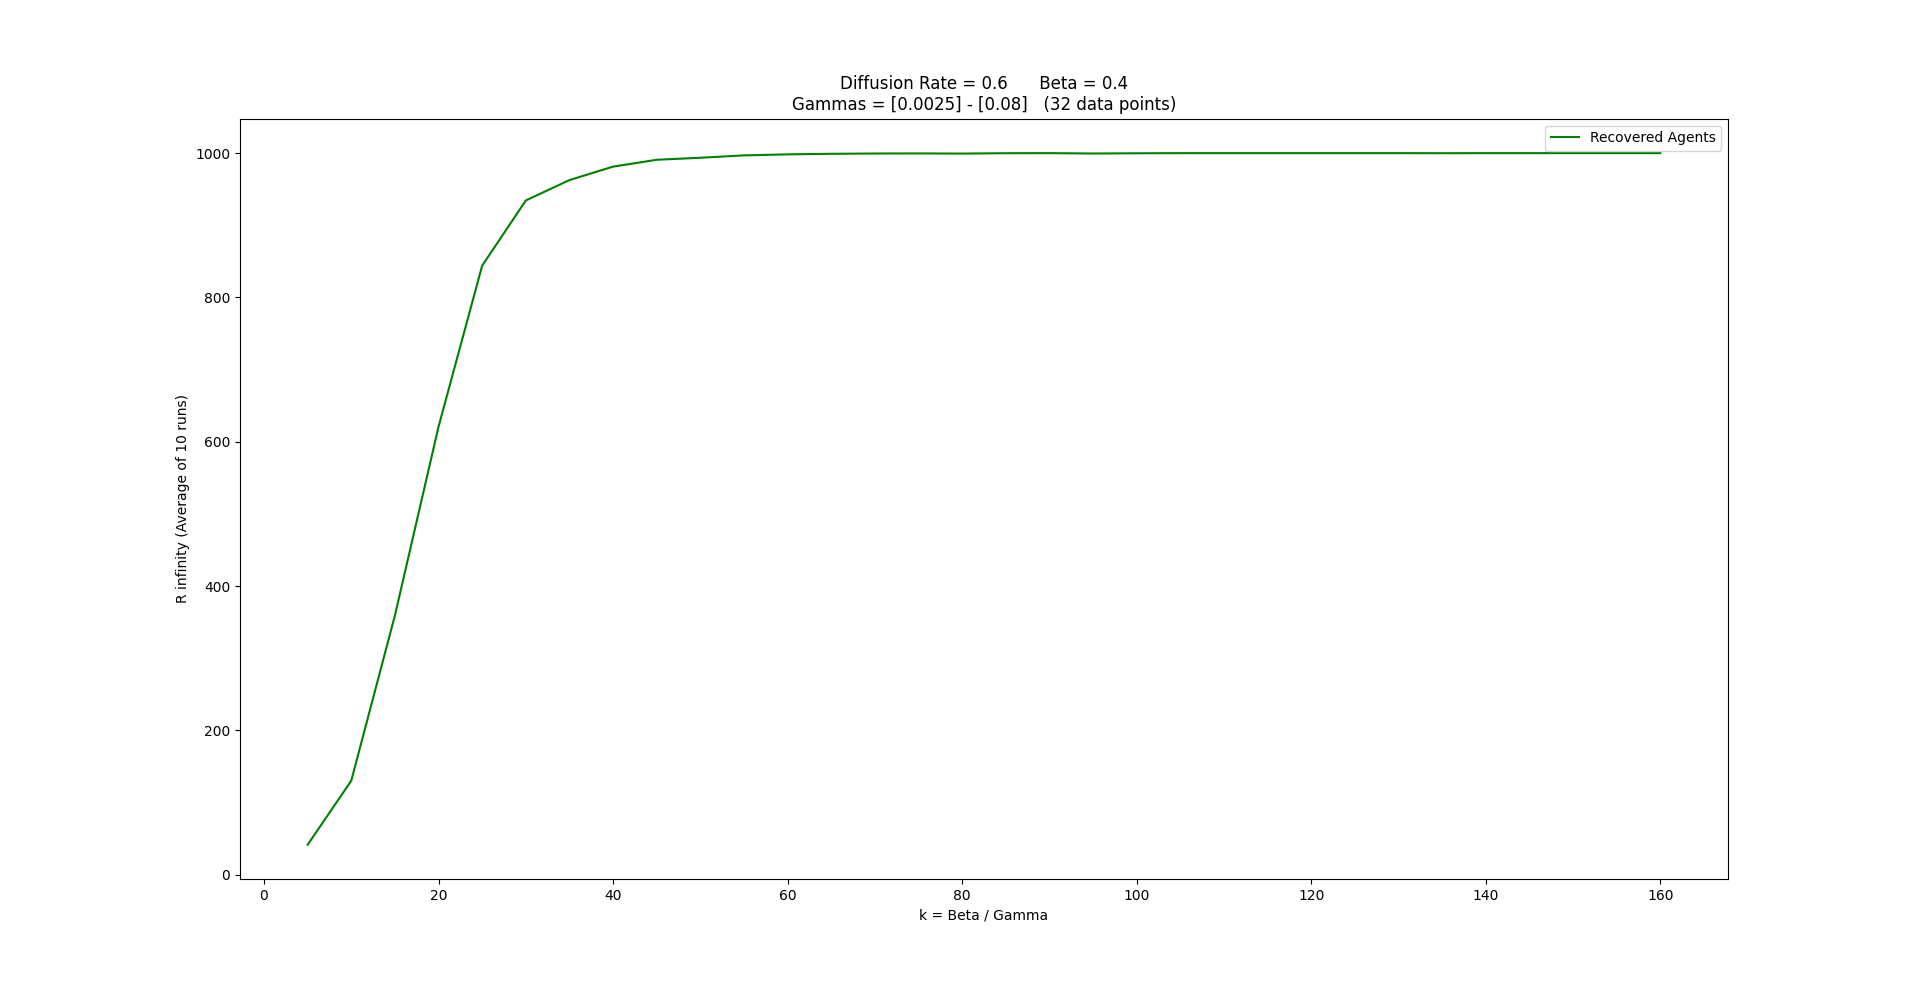 Diffusion Rate = 0.6      Beta = 0.4
Gammas = [0.0025] - [0.08]   (32 data points)
Recovered Agents
R infinity (Average of 10 runs)
1000
800
600
400
200
0
0 20 40 60 80 100 120 140 160
k = Beta / Gamma